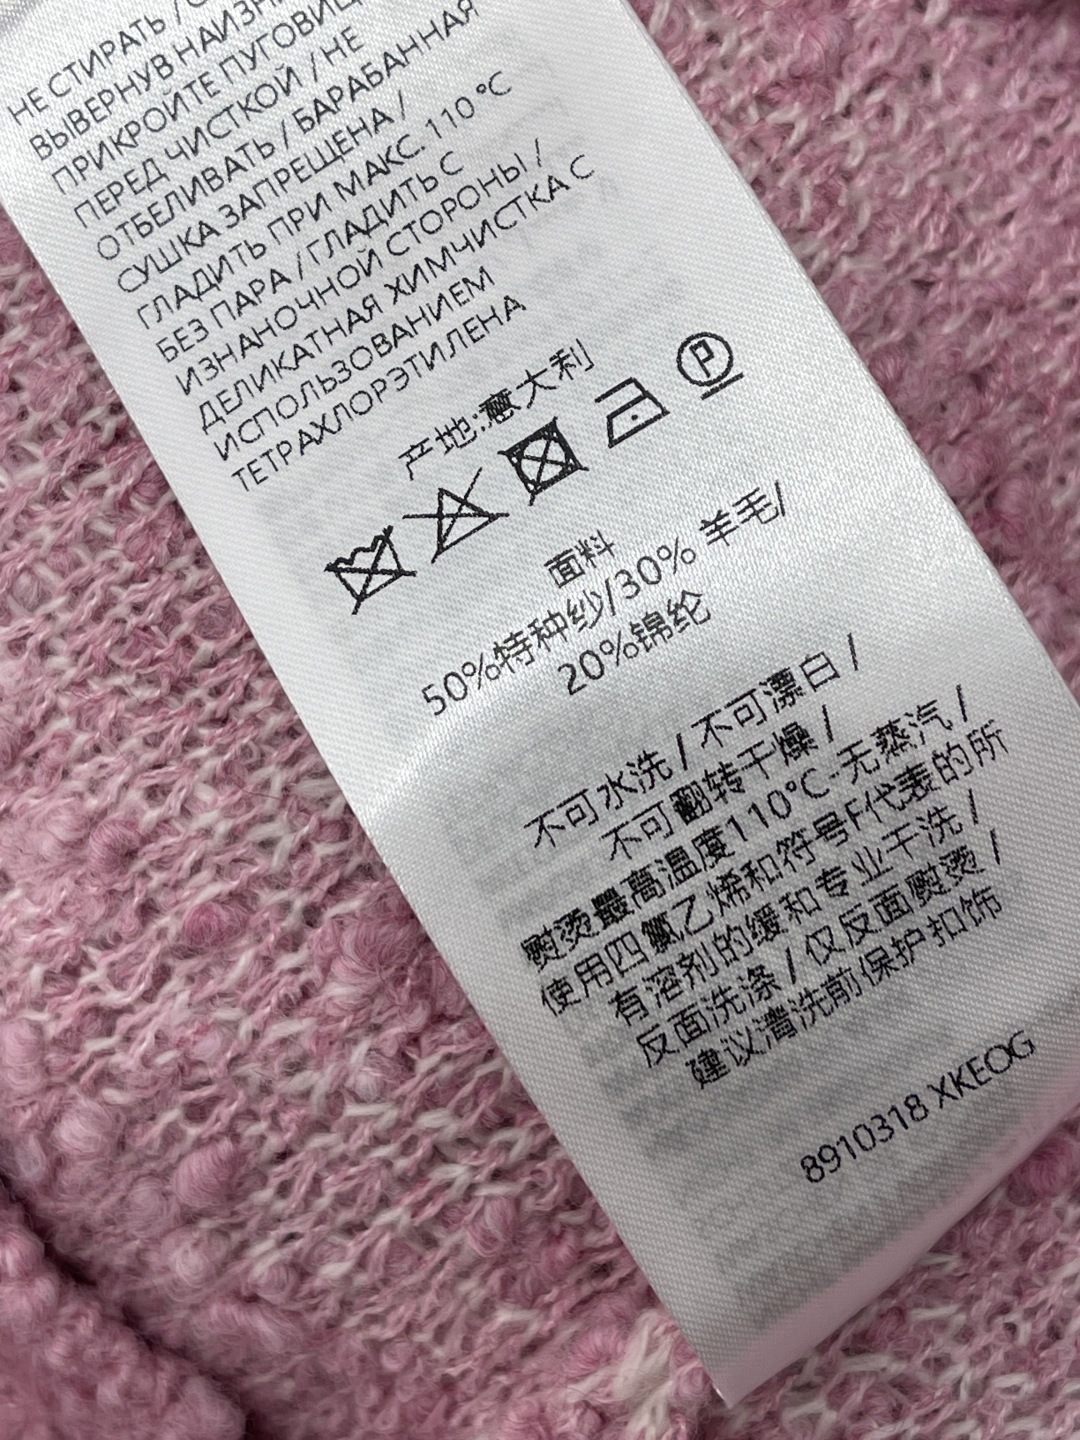 НЕ СТИРАТЬ /
ВЫВЕРНУВ
ПРИКРОЙТЕ
ПЕРЕД ЧИСТКОЙ / НЕ
ОТБЕЛИВАТЬ / БАРАБАННАЯ
СУШКА ЗАПРЕЩЕНА /
ГЛАДИТЬ ПРИ МАКС. 110 °C
БЕЗ ПАРА / ГЛАДИТЬ С
ИЗНАНОЧНОЙ СТОРОНЫ /
ДЕЛИКАТНАЯ ХИМЧИСТКА С
ИСПОЛЬЗОВАНИЕМ
ТЕТРАХЛОРЭТИЛЕНА
产地:意大利
P
面料
50%特种纱/30% 羊毛/
20%锦纶
不可水洗 / 不可漂白 /
不可翻转干燥 /
熨烫最高温度110°C-无蒸汽 /
使用四氯乙烯和符号F代表的所
有溶剂的缓和专业干洗 /
反面洗涤 / 仅反面熨烫 /
建议清洗前保护扣饰
8910318 XKEOG